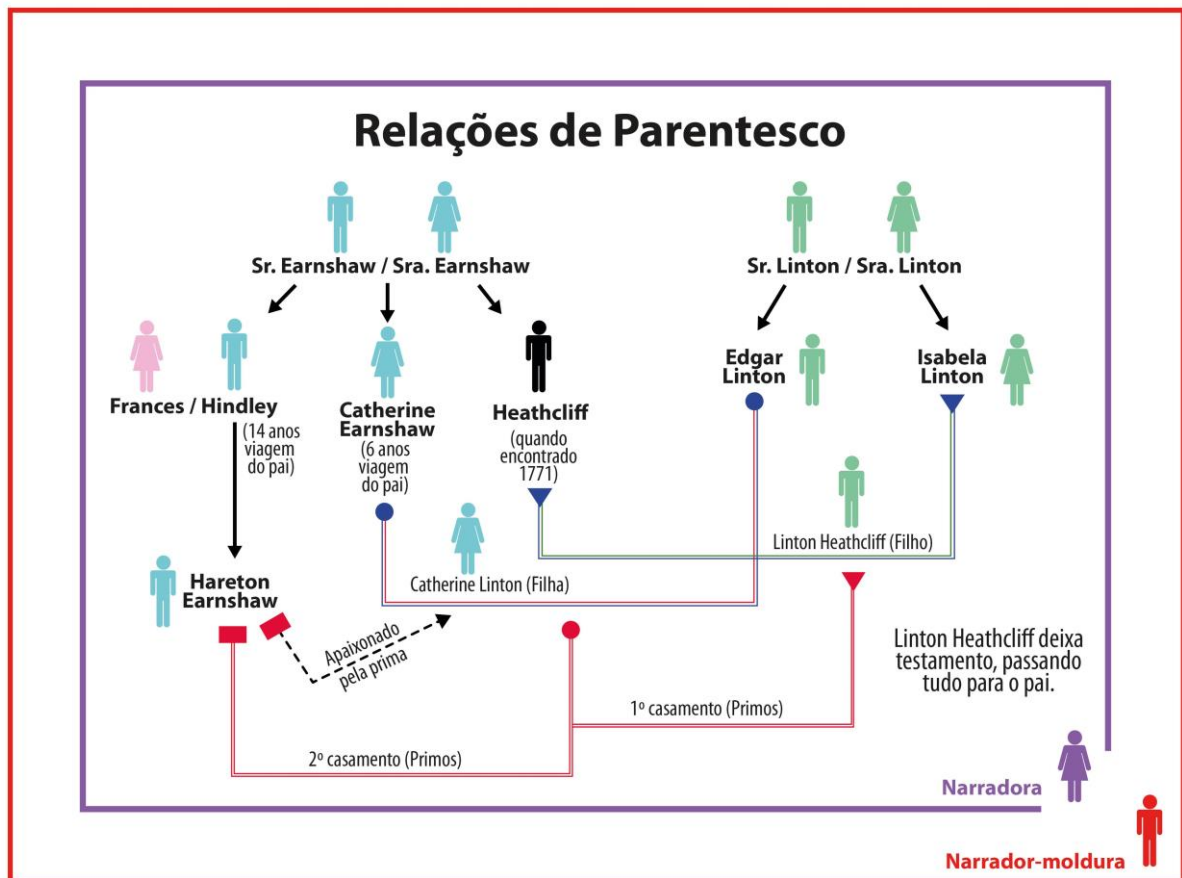 Relações de Parentesco
Sr. Earnshaw / Sra. Earnshaw
Sr. Linton / Sra. Linton
Frances / Hindley
(14 anos
viagem
do pai)
Catherine
Earnshaw
(6 anos
viagem
do pai)
Heathcliff
(quando
encontrado
1771)
Edgar
Linton
Isabela
Linton
Linton Heathcliff (Filho)
Catherine Linton (Filha)
Hareton
Earnshaw
Apaixonado
pela prima
Linton Heathcliff deixa
testamento, passando
tudo para o pai.
1º casamento (Primos)
2º casamento (Primos)
Narradora
Narrador-moldura